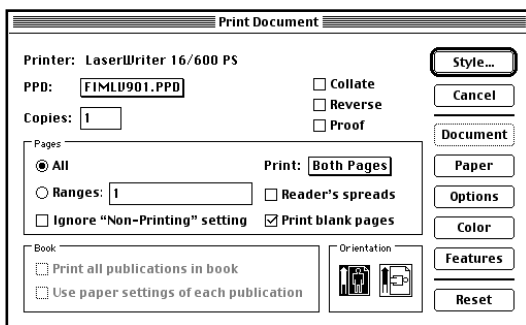 Print Document
Printer: LaserWriter 16/600 PS
Style...
PPD: FIMLV901.PPD
Collate
Cancel
Reverse
Copies: 1
Proof
Document
Pages
All
Print: Both Pages
Paper
Ranges: 1
Reader's spreads
Options
Ignore “Non-Printing” setting
Print blank pages
Color
Book
Orientation
Features
Print all publications in book
Use paper settings of each publication
Reset